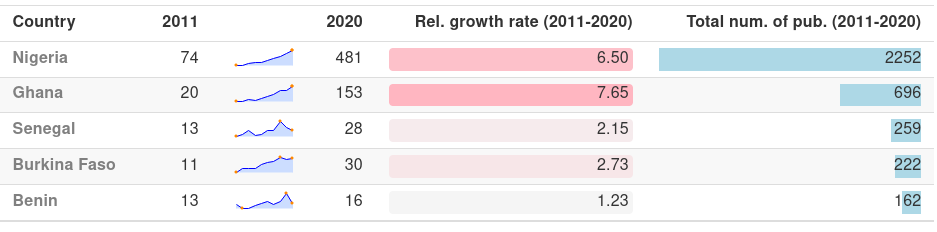 Country 2011 2020 Rel. growth rate (2011-2020) Total num. of pub. (2011-2020)
Nigeria 74 481 6.50 2252
Ghana 20 153 7.65 696
Senegal 13 28 2.15 259
Burkina Faso 11 30 2.73 222
Benin 13 16 1.23 162